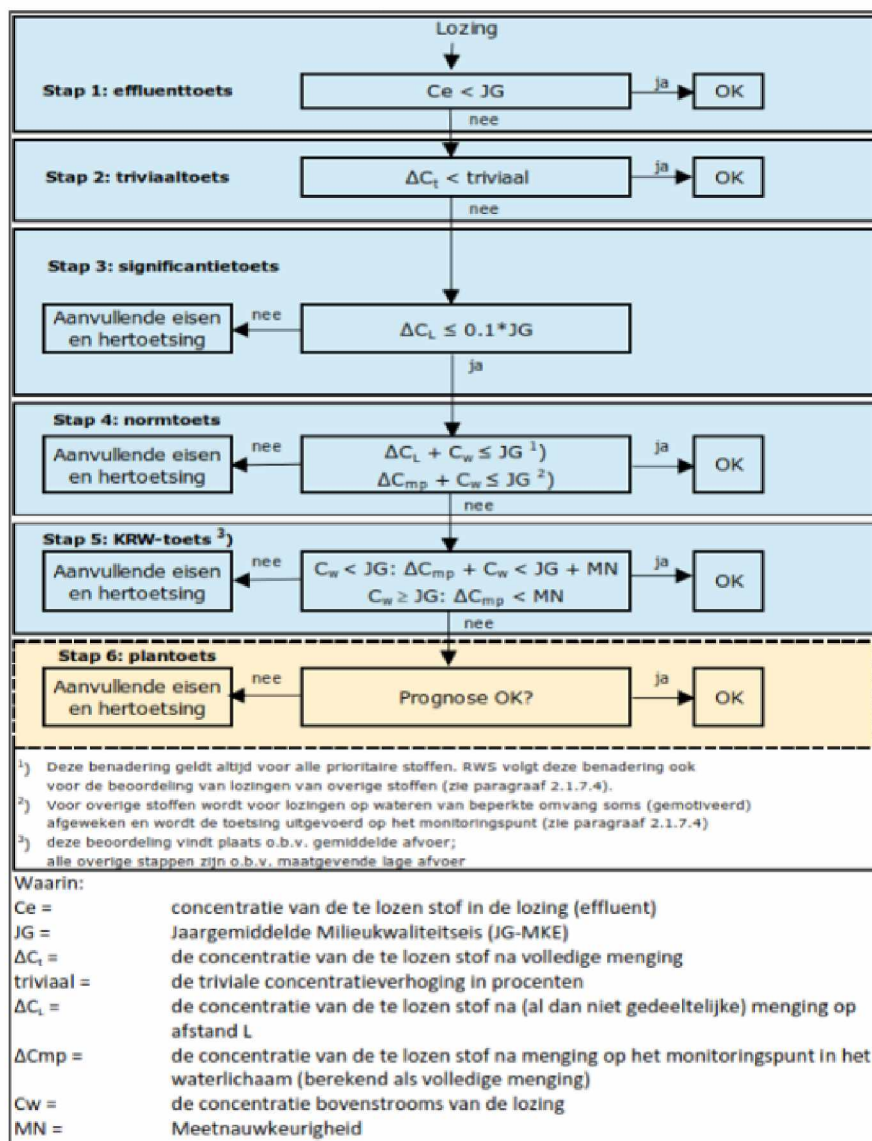 Lozing
Stap 1: effluenttoets
Ce < JG
ja
OK
nee
Stap 2: triviaaltoets
ΔCt < triviaal
ja
OK
nee
Stap 3: significantietoets
Aanvullende eisen
en hertoetsing
nee
ΔCL ≤ 0.1*JG
ja
Stap 4: normtoets
Aanvullende eisen
en hertoetsing
nee
ΔCL + Cw ≤ JG 1)
ΔCmp + Cw ≤ JG 2)
ja
OK
nee
Stap 5: KRW-toets 3)
Aanvullende eisen
en hertoetsing
nee
Cw < JG: ΔCmp + Cw < JG + MN
Cw ≥ JG: ΔCmp < MN
ja
OK
nee
Stap 6: plantoets
Aanvullende eisen
en hertoetsing
nee
Prognose OK?
ja
OK
1) Deze benadering geldt altijd voor alle prioritaire stoffen. RWS volgt deze benadering ook
voor de beoordeling van lozingen van overige stoffen (zie paragraaf 2.1.7.4).
2) Voor overige stoffen wordt voor lozingen op wateren van beperkte omvang soms (gemotiveerd)
afgeweken en wordt de toetsing uitgevoerd op het monitoringspunt (zie paragraaf 2.1.7.4)
3) deze beoordeling vindt plaats o.b.v. gemiddelde afvoer;
alle overige stappen zijn o.b.v. maatgevende lage afvoer
Waarin:
Ce = concentratie van de te lozen stof in de lozing (effluent)
JG = Jaargemiddelde Milieukwaliteitseis (JG-MKE)
ΔCt = de concentratie van de te lozen stof na volledige menging
triviaal = de triviale concentratieverhoging in procenten
ΔCL = de concentratie van de te lozen stof na (al dan niet gedeeltelijke) menging op
afstand L
ΔCmp = de concentratie van de te lozen stof na menging op het monitoringspunt in het
waterlichaam (berekend als volledige menging)
Cw = de concentratie bovenstrooms van de lozing
MN = Meetnauwkeurigheid